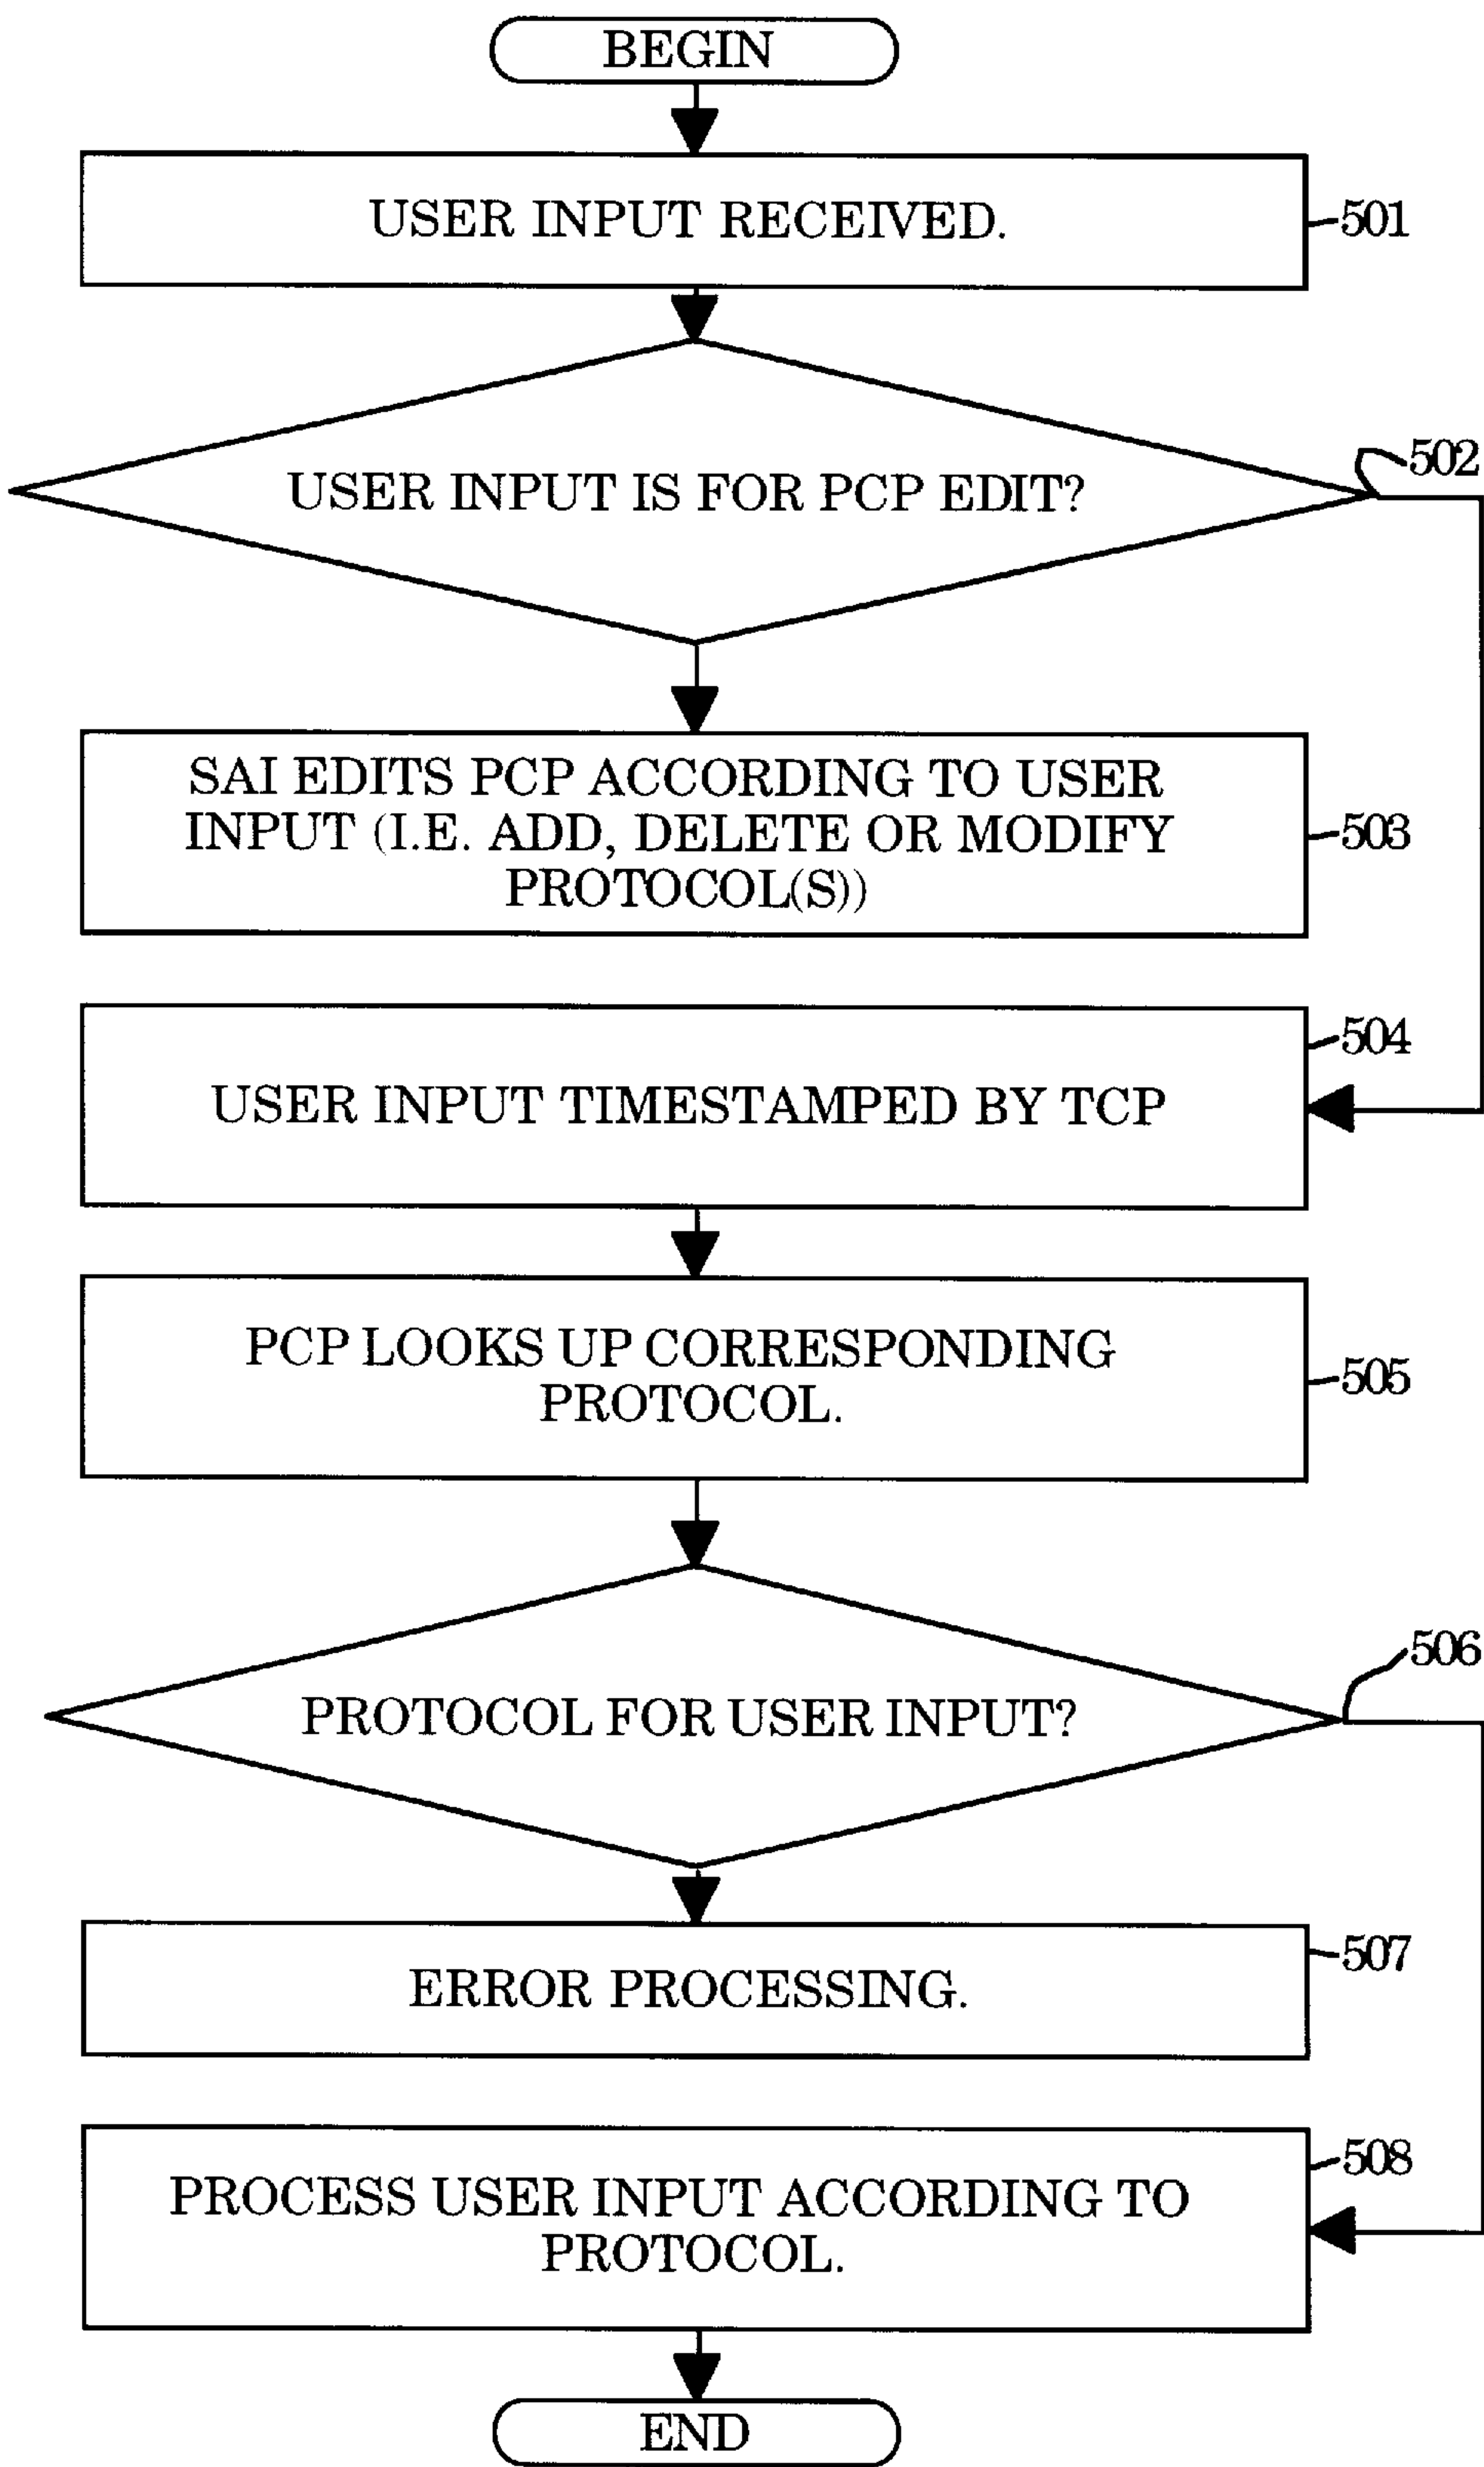 BEGIN
USER INPUT RECEIVED.
501
USER INPUT IS FOR PCP EDIT?
502
SAI EDITS PCP ACCORDING TO USER
INPUT (I.E. ADD, DELETE OR MODIFY
PROTOCOL(S))
503
504
USER INPUT TIMESTAMPED BY TCP
PCP LOOKS UP CORRESPONDING
PROTOCOL.
505
506
PROTOCOL FOR USER INPUT?
507
ERROR PROCESSING.
508
PROCESS USER INPUT ACCORDING TO
PROTOCOL.
END